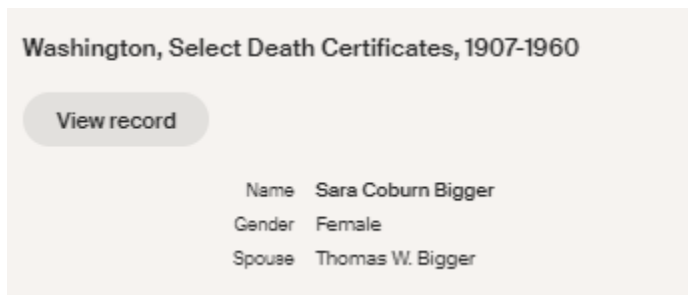 Washington, Select Death Certificates, 1907-1960
View record
Name Sara Coburn Bigger
Gender Female
Spouse Thomas W. Bigger